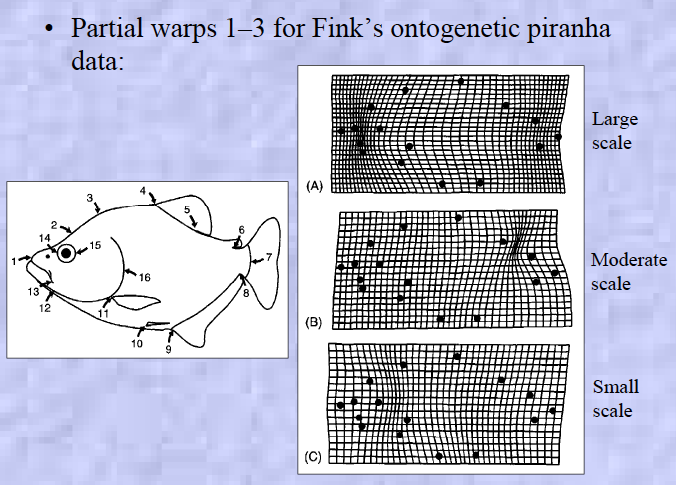 • Partial warps 1–3 for Fink’s ontogenetic piranha
data:
1
2
3
4
5
6
7
8
9
10
11
12
13
14
15
16
(A)
Large
scale
(B)
Moderate
scale
(C)
Small
scale